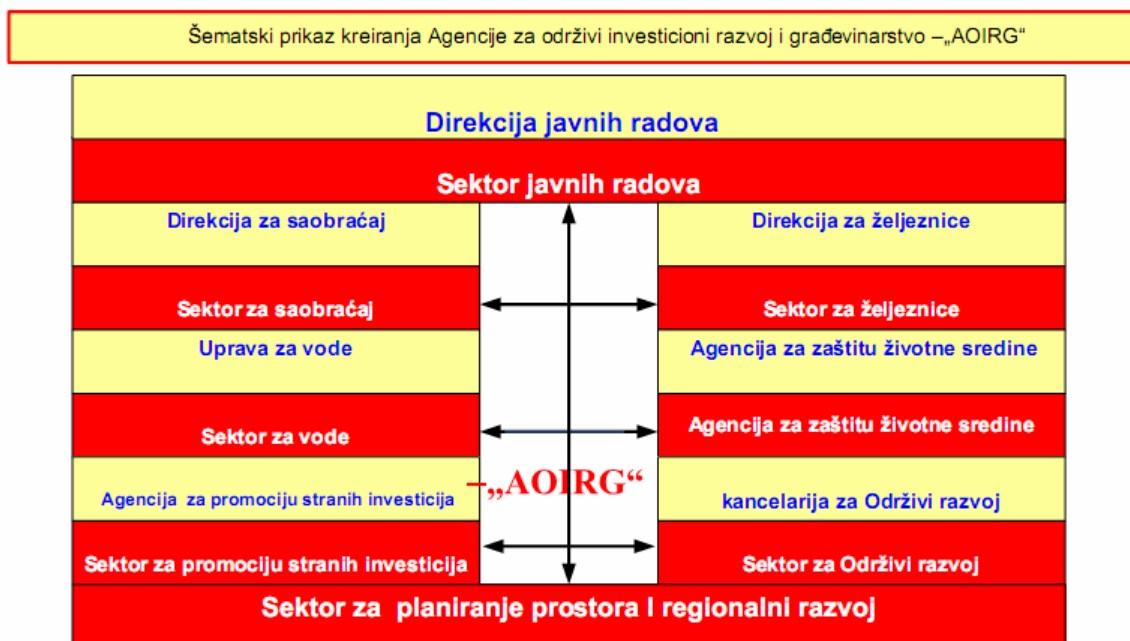 Šematski prikaz kreiranja Agencije za održivi investicioni razvoj i građevinarstvo –„AOIRG“
Direkcija javnih radova
Sektor javnih radova
Direkcija za saobraćaj
Direkcija za željeznice
Sektor za saobraćaj
Sektor za željeznice
Uprava za vode
Agencija za zaštitu životne sredine
Sektor za vode
Agencija za zaštitu životne sredine
–„AOIRG“
Agencija za promociju stranih investicija
kancelarija za Održivi razvoj
Sektor za promociju stranih investicija
Sektor za Održivi razvoj
Sektor za planiranje prostora I regionalni razvoj